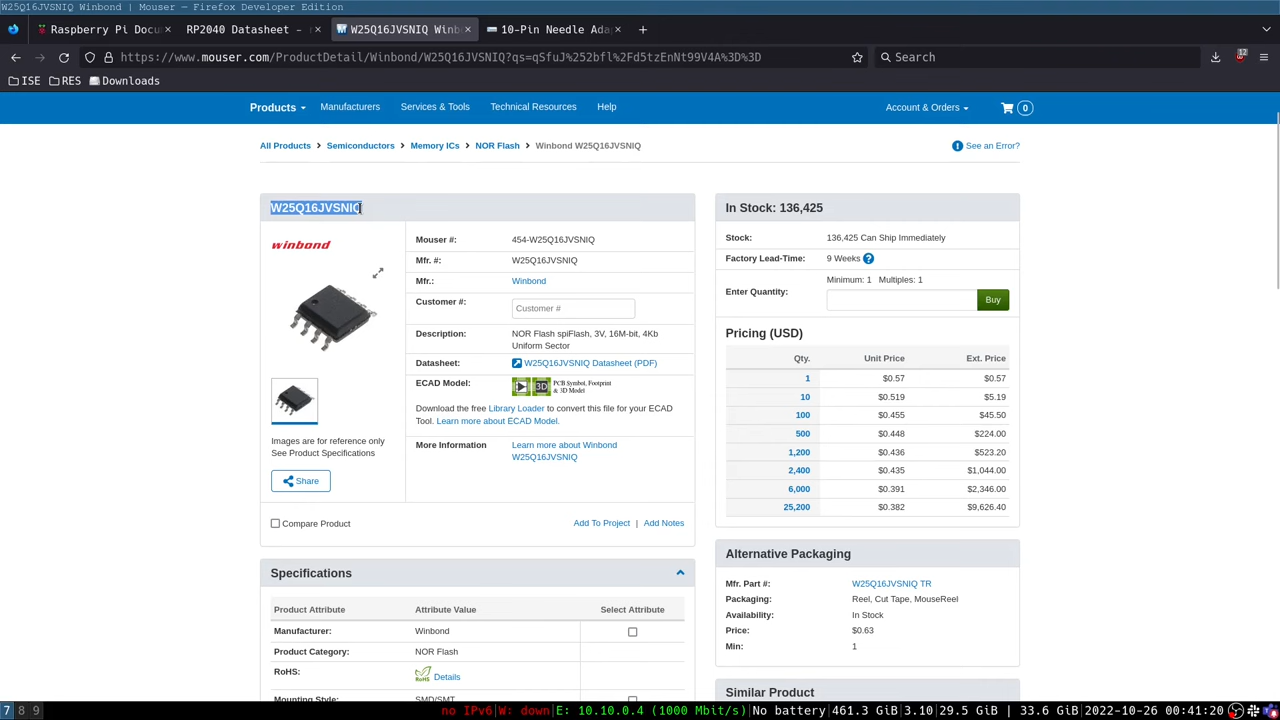 W25Q16JVSNIQ Winbond | Mouser — Firefox Developer Edition
Raspberry Pi Docu ×
RP2040 Datasheet - ×
W25Q16JVSNIQ Winb ×
10-Pin Needle Ada ×
https://www.mouser.com/ProductDetail/Winbond/W25Q16JVSNIQ?qs=qSfuJ%252bfl%2Fd5tzEnNt99V4A%3D%3D
Search
12
ISE RES Downloads
Products Manufacturers Services & Tools Technical Resources Help Account & Orders 0
All Products > Semiconductors > Memory ICs > NOR Flash > Winbond W25Q16JVSNIQ
See an Error?
W25Q16JVSNIQ
winbond
Images are for reference only
See Product Specifications
Share
Mouser #: 454-W25Q16JVSNIQ
Mfr. #: W25Q16JVSNIQ
Mfr.: Winbond
Customer #: Customer #
Description: NOR Flash spiFlash, 3V, 16M-bit, 4Kb
Uniform Sector
Datasheet: W25Q16JVSNIQ Datasheet (PDF)
ECAD Model: 3D PCB Symbol, Footprint
& 3D Model
Download the free Library Loader to convert this file for your ECAD
Tool. Learn more about ECAD Model.
More Information Learn more about Winbond
W25Q16JVSNIQ
Compare Product
Add To Project | Add Notes
Specifications
Product Attribute Attribute Value Select Attribute
Manufacturer: Winbond
Product Category: NOR Flash
RoHS: RoHS Details
Mounting Style: SMD/SMT
In Stock: 136,425
Stock: 136,425 Can Ship Immediately
Factory Lead-Time: 9 Weeks ?
Minimum: 1 Multiples: 1
Enter Quantity: Buy
Pricing (USD)
Qty. Unit Price Ext. Price
1 $0.57 $0.57
10 $0.519 $5.19
100 $0.455 $45.50
500 $0.448 $224.00
1,200 $0.436 $523.20
2,400 $0.435 $1,044.00
6,000 $0.391 $2,346.00
25,200 $0.382 $9,626.40
Alternative Packaging
Mfr. Part #: W25Q16JVSNIQ TR
Packaging: Reel, Cut Tape, MouseReel
Availability: In Stock
Price: $0.63
Min: 1
Similar Product
7 8 9
no IPv6|W: down|E: 10.10.0.4 (1000 Mbit/s)|No battery|461.3 GiB|3.10|29.5 GiB | 33.6 GiB|2022-10-26 00:41:20